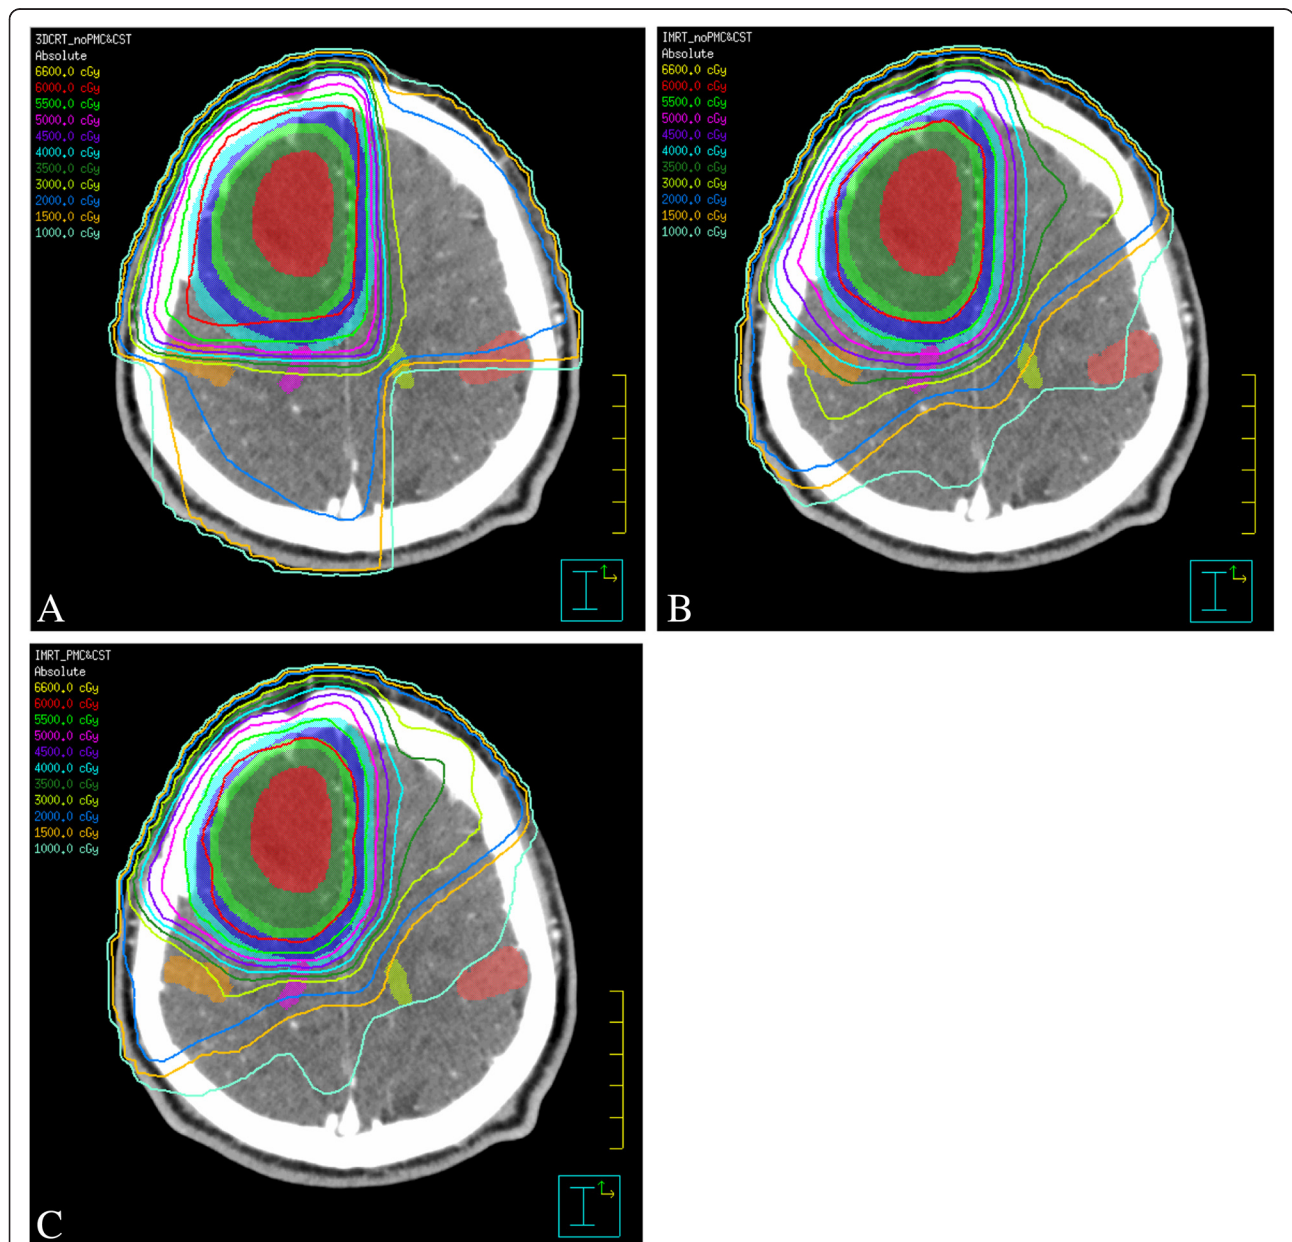 3DCRT_noPMC&CST
Absolute
6600.0 cGy
6000.0 cGy
5500.0 cGy
5000.0 cGy
4500.0 cGy
4000.0 cGy
3500.0 cGy
3000.0 cGy
2000.0 cGy
1500.0 cGy
1000.0 cGy
A
IMRT_noPMC&CST
Absolute
6600.0 cGy
6000.0 cGy
5500.0 cGy
5000.0 cGy
4500.0 cGy
4000.0 cGy
3500.0 cGy
3000.0 cGy
2000.0 cGy
1500.0 cGy
1000.0 cGy
B
IMRT_PMC&CST
Absolute
6600.0 cGy
6000.0 cGy
5500.0 cGy
5000.0 cGy
4500.0 cGy
4000.0 cGy
3500.0 cGy
3000.0 cGy
2000.0 cGy
1500.0 cGy
1000.0 cGy
C